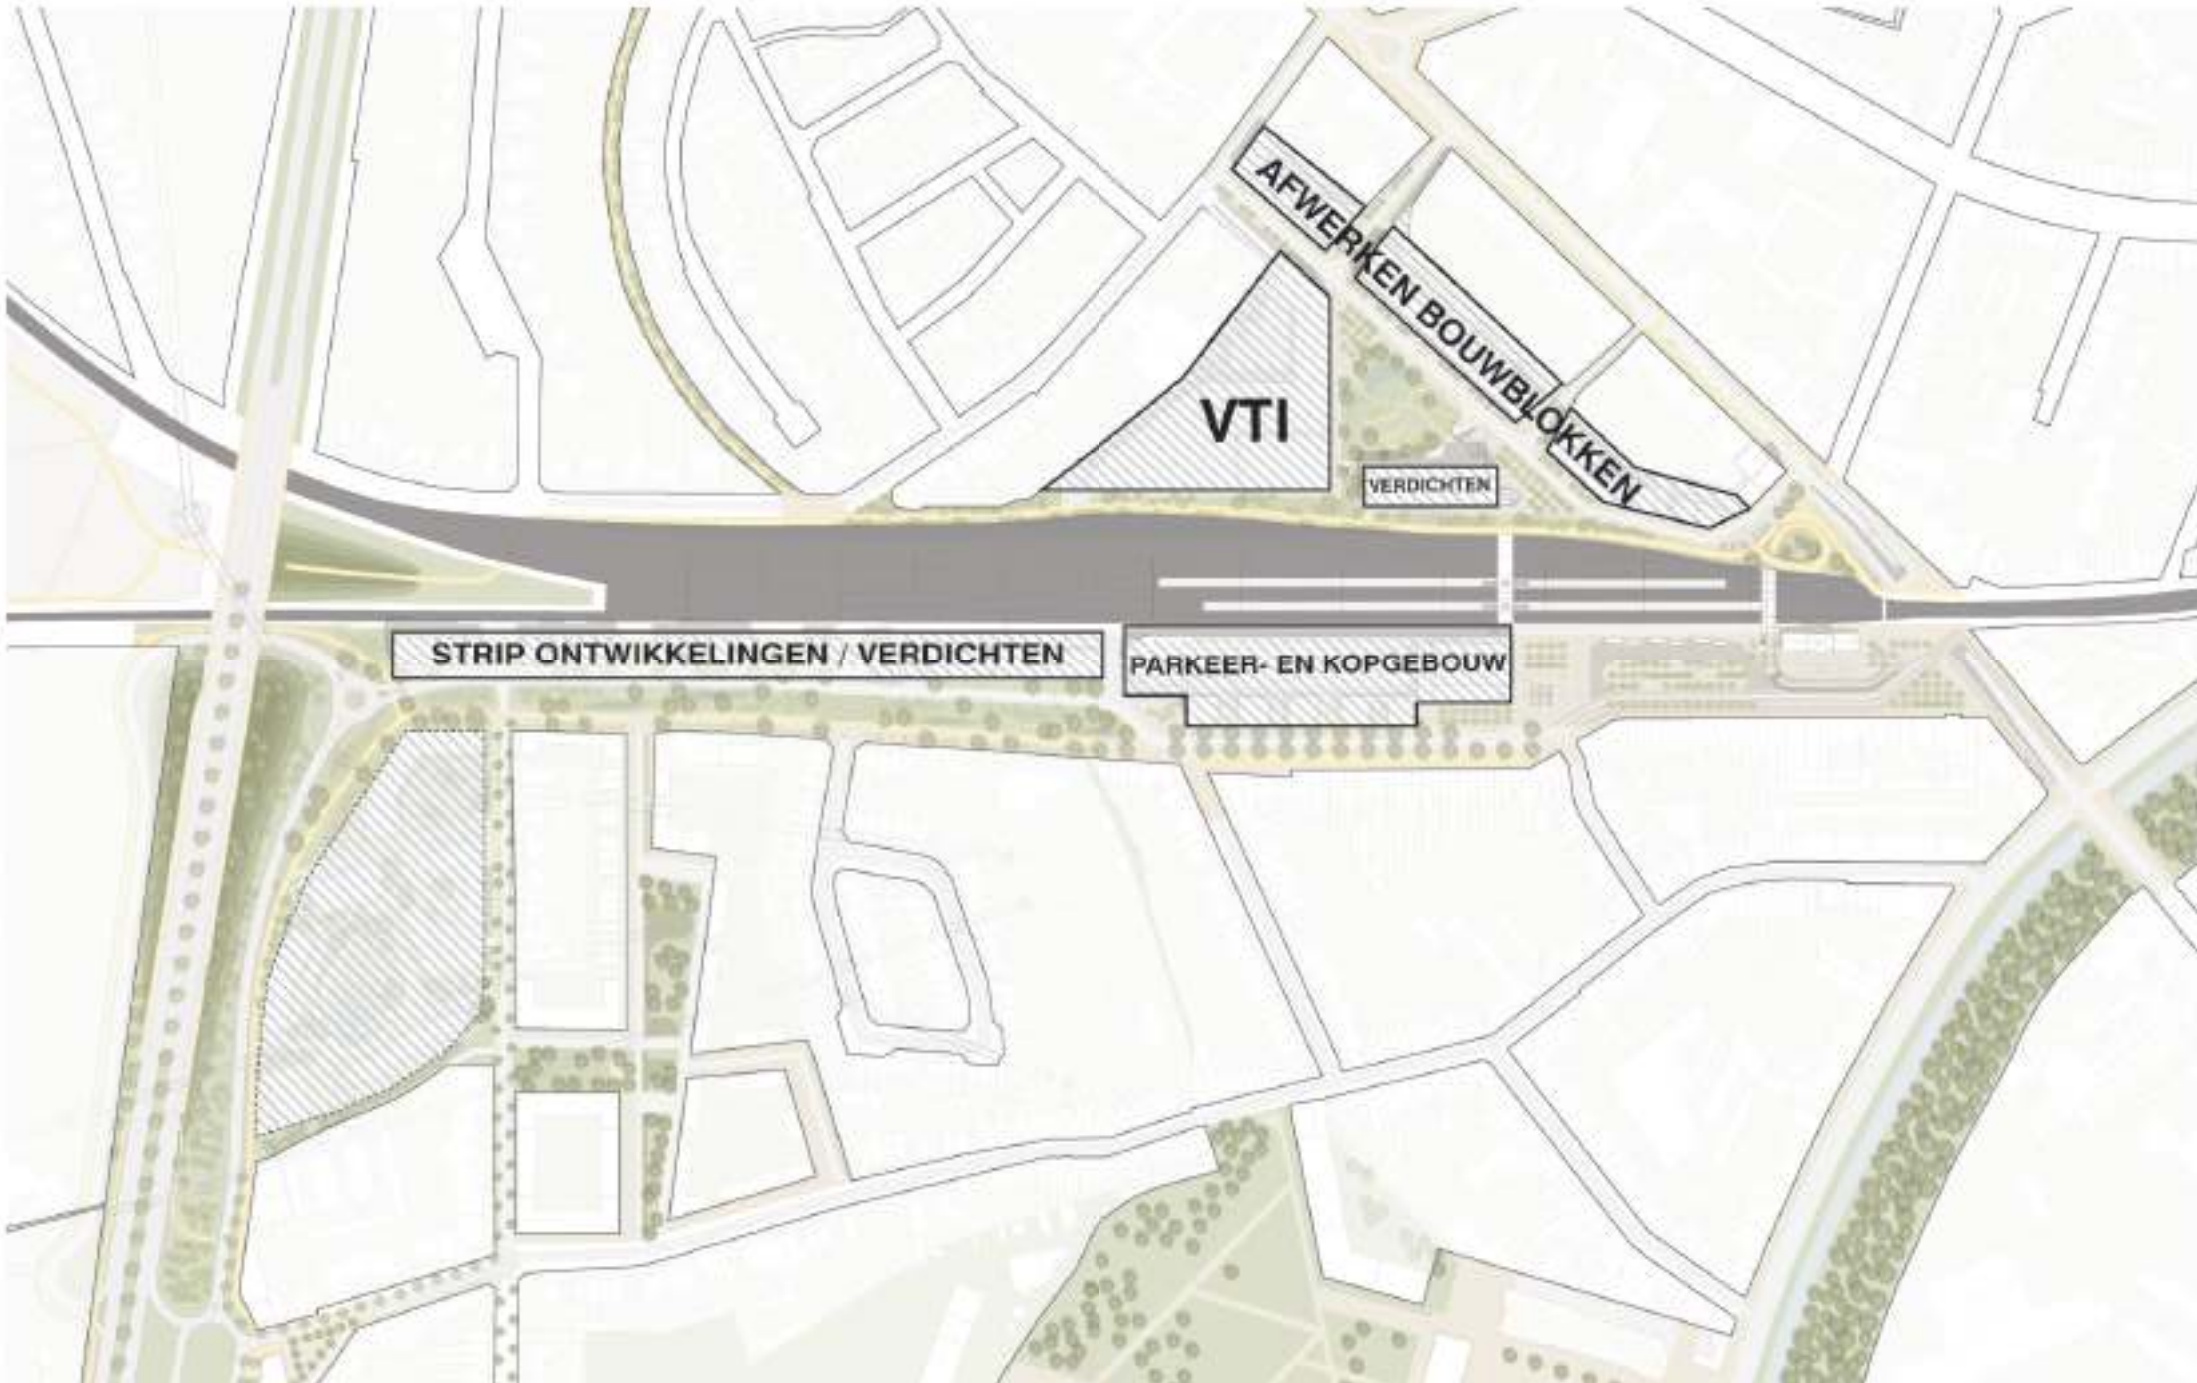 AFWERKEN BOUWBLOKKEN
VTI
VERDICHTEN
STRIP ONTWIKKELINGEN / VERDICHTEN
PARKEER- EN KOPGEBOUW